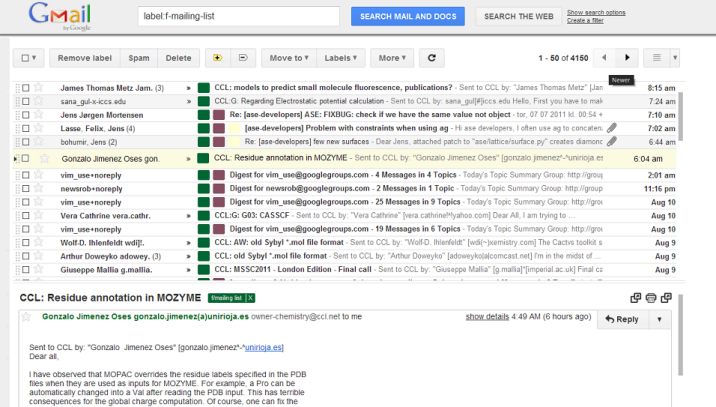 Gmail
by Google
label:f-mailing-list
SEARCH MAIL AND DOCS
SEARCH THE WEB
Show search options
Create a filter
Remove label Spam Delete Move to Labels More 1 - 50 of 4150
Newer
James Thomas Metz Jam. (3) » CCL: models to predict small molecule fluorescence, publications? - Sent to CCL by: "James Thomas Metz" [Jan 8:15 am
sana_gul-x-iccs.edu » CCL:G: Regarding Electrostatic potential calculation - Sent to CCL by: sana_gul[#]iccs.edu Hello, First you have to mak 7:24 am
Jens Jørgen Mortensen Re: [ase-developers] ASE: FIXBUG: check if we have the same value not object - tor, 07 07 2011 kl. 00:54 + 7:10 am
Lasse, Felix, Jens (4) [ase-developers] Problem with constraints when using ag - Hi ase developers, I often use ag to concaten 7:02 am
bohumir, Jens (2) Re: [ase-developers] few new surfaces - Dear Jens, attached patch to "ase/lattice/surface.py" creates diamond 6:44 am
Gonzalo Jimenez Oses gon. » CCL: Residue annotation in MOZYME - Sent to CCL by: "Gonzalo Jimenez Oses" [gonzalo.jimenez*-*unirioja.es 6:04 am
vim_use+noreply Digest for vim_use@googlegroups.com - 4 Messages in 4 Topics - Today's Topic Summary Group: http://group 2:01 am
newsrob+noreply Digest for newsrob@googlegroups.com - 2 Messages in 1 Topic - Today's Topic Summary Group: http://grou 11:16 pm
vim_use+noreply Digest for vim_use@googlegroups.com - 25 Messages in 9 Topics - Today's Topic Summary Group: http://grou Aug 10
Vera Cathrine vera.cathr. » CCL:G: G03: CASSCF - Sent to CCL by: "Vera Cathrine" [vera.cathrine!!yahoo.com] Dear All, I am trying to ... Aug 10
vim_use+noreply Digest for vim_use@googlegroups.com - 19 Messages in 6 Topics - Today's Topic Summary Group: http://grou Aug 10
Wolf-D. Ihlenfeldt wdi[!. » CCL: AW: old Sybyl *.mol file format - Sent to CCL by: "Wolf-D. Ihlenfeldt" [wdi(~)xemistry.com] The Cactvs toolkit s Aug 9
Arthur Doweyko adowey. (3) » CCL: old Sybyl *.mol file format - Sent to CCL by: "Arthur Doweyko" [adoweyko|a|comcast.net] I'm in the midst of ... Aug 9
Giuseppe Mallia g.mallia. » CCL: MSSC2011 - London Edition - Final call - Sent to CCL by: "Giuseppe Mallia" [g.mallia]*[imperial.ac.uk] Final ca Aug 9
CCL: Residue annotation in MOZYME f/mailing list X
Gonzalo Jimenez Oses gonzalo.jimenez(a)unirioja.es owner-chemistry@ccl.net to me show details 4:49 AM (6 hours ago) Reply
Sent to CCL by: "Gonzalo Jimenez Oses" [gonzalo.jimenez*-*unirioja.es]
Dear all,
I have observed that MOPAC overrides the residue labels specified in the PDB
files when they are used as inputs for MOZYME. For example, a Pro can be
automatically changed into a Val after reading the PDB input. This has terrible
consequences for the global charge computation. Of course, one can fix the